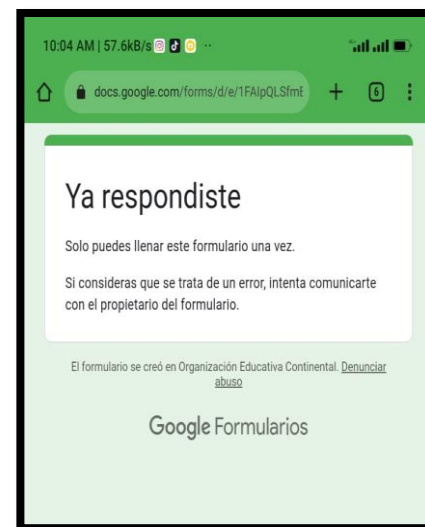 10:04 AM | 57.6kB/s ··
docs.google.com/forms/d/e/1FAIpQLSfmE
6
Ya respondiste
Solo puedes llenar este formulario una vez.
Si consideras que se trata de un error, intenta comunicarte
con el propietario del formulario.
El formulario se creó en Organización Educativa Continental. Denunciar
abuso
Google Formularios